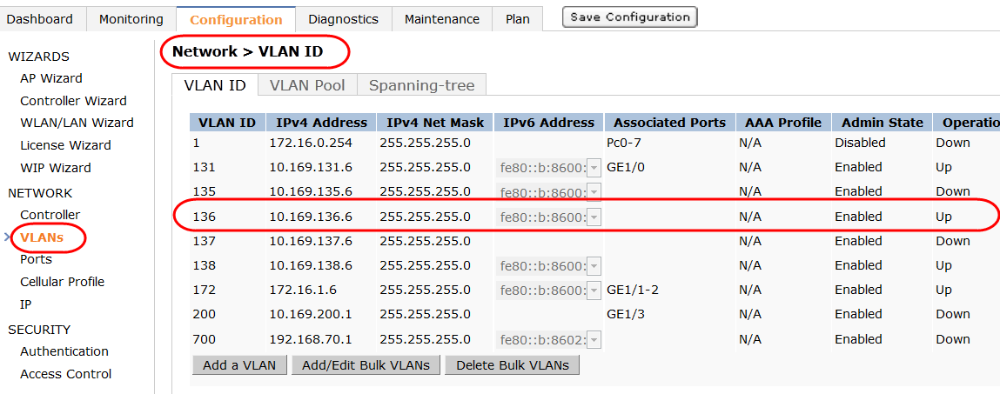 Dashboard Monitoring Configuration Diagnostics Maintenance Plan Save Configuration
WIZARDS
AP Wizard
Controller Wizard
WLAN/LAN Wizard
License Wizard
WIP Wizard
NETWORK
Controller
VLANs
Ports
Cellular Profile
IP
SECURITY
Authentication
Access Control
Network > VLAN ID
VLAN ID VLAN Pool Spanning-tree
VLAN ID IPv4 Address IPv4 Net Mask IPv6 Address Associated Ports AAA Profile Admin State Operatio
1 172.16.0.254 255.255.255.0 Pc0-7 N/A Disabled Down
131 10.169.131.6 255.255.255.0 fe80::b:8600: GE1/0 N/A Enabled Up
135 10.169.135.6 255.255.255.0 fe80::b:8600: N/A Enabled Down
136 10.169.136.6 255.255.255.0 fe80::b:8600: N/A Enabled Up
137 10.169.137.6 255.255.255.0 N/A Enabled Down
138 10.169.138.6 255.255.255.0 fe80::b:8600: N/A Enabled Up
172 172.16.1.6 255.255.255.0 fe80::b:8600: GE1/1-2 N/A Enabled Up
200 10.169.200.1 255.255.255.0 GE1/3 N/A Enabled Down
700 192.168.70.1 255.255.255.0 fe80::b:8602: N/A Enabled Down
Add a VLAN Add/Edit Bulk VLANs Delete Bulk VLANs